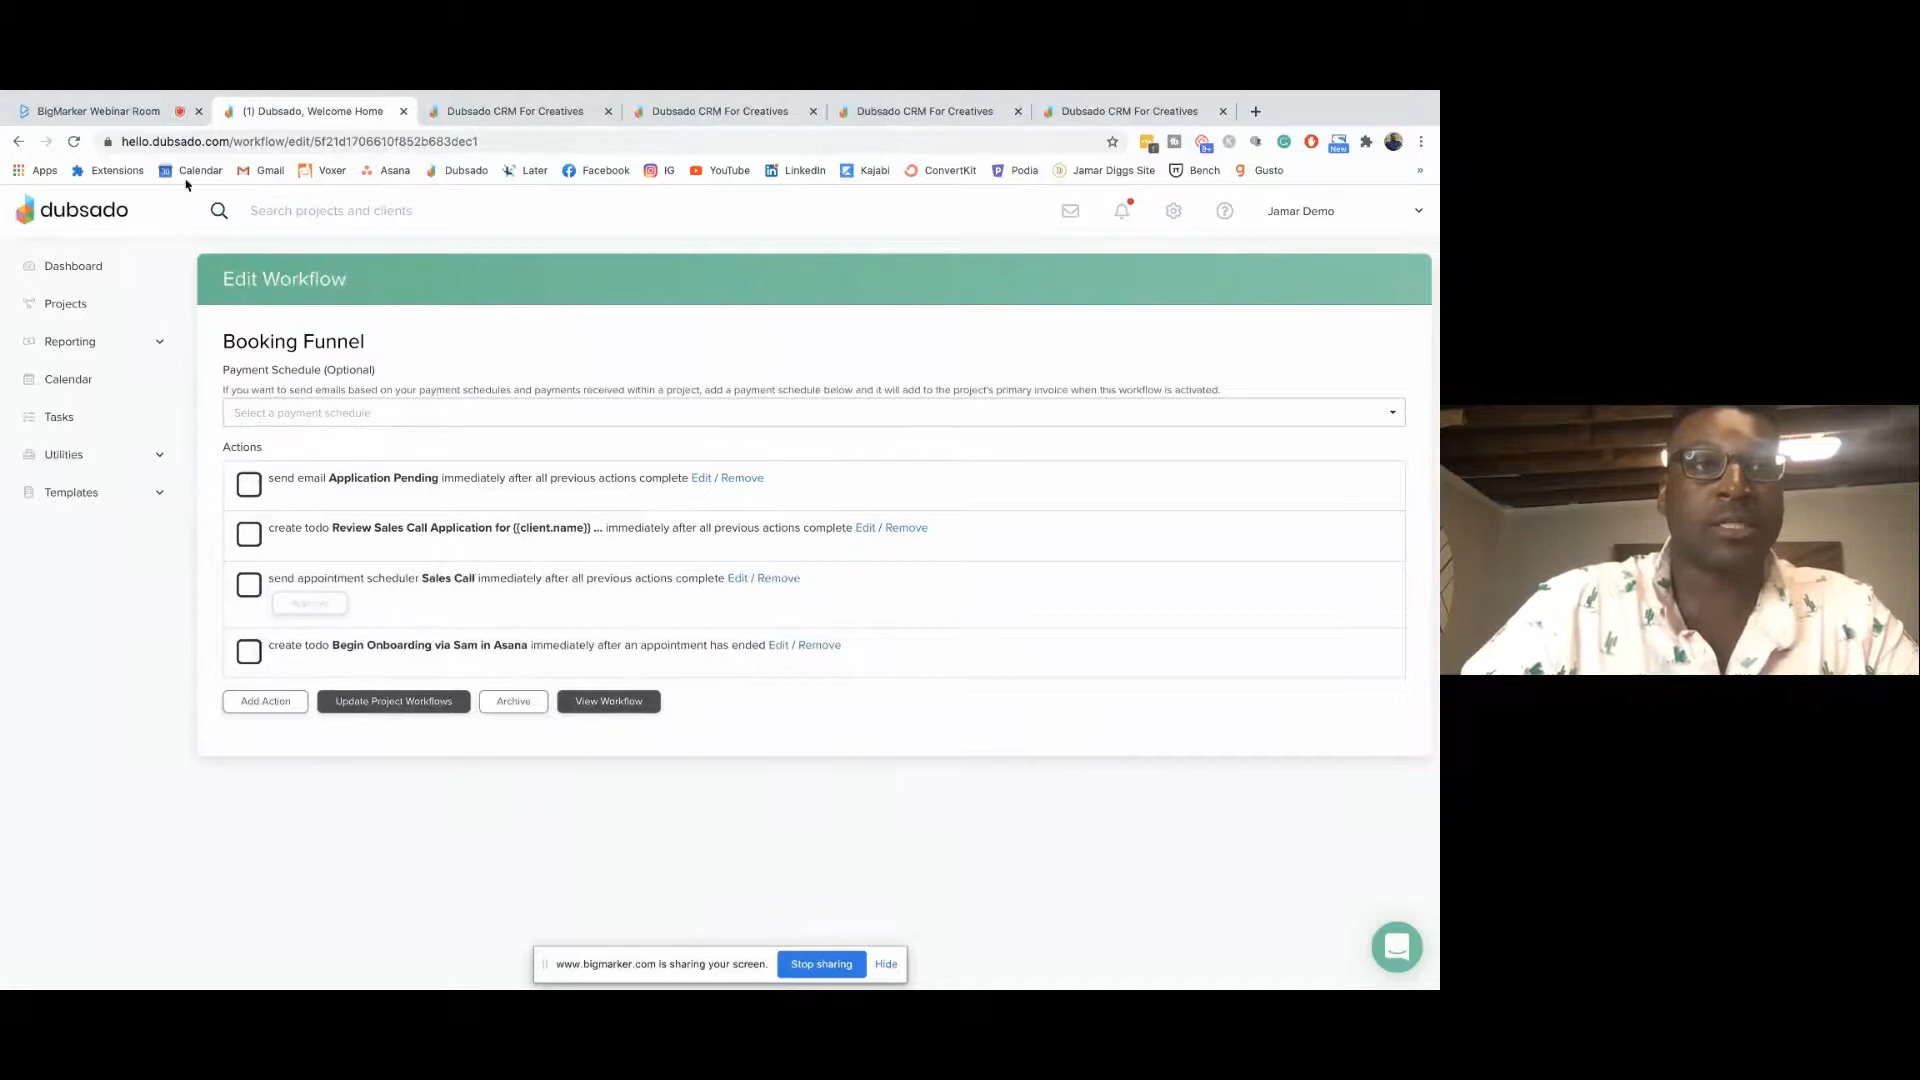 BigMarker Webinar Room
(1) Dubsado, Welcome Home
Dubsado CRM For Creatives
Dubsado CRM For Creatives
Dubsado CRM For Creatives
Dubsado CRM For Creatives
hello.dubsado.com/workflow/edit/5f21d1706610f852b683dec1
1
9+
New
Apps
Extensions
30
Calendar
Gmail
Voxer
Asana
Dubsado
Later
Facebook
IG
YouTube
LinkedIn
Kajabi
ConvertKit
Podia
Jamar Diggs Site
Bench
Gusto
dubsado
Search projects and clients
Jamar Demo
Dashboard
Projects
Reporting
Calendar
Tasks
Utilities
Templates
Edit Workflow
Booking Funnel
Payment Schedule (Optional)
If you want to send emails based on your payment schedules and payments received within a project, add a payment schedule below and it will add to the project's primary invoice when this workflow is activated.
Select a payment schedule
Actions
send email Application Pending immediately after all previous actions complete Edit / Remove
create todo Review Sales Call Application for {{client.name}} ... immediately after all previous actions complete Edit / Remove
send appointment scheduler Sales Call immediately after all previous actions complete Edit / Remove
create todo Begin Onboarding via Sam in Asana immediately after an appointment has ended Edit / Remove
Add Action
Update Project Workflows
Archive
View Workflow
www.bigmarker.com is sharing your screen.
Stop sharing
Hide